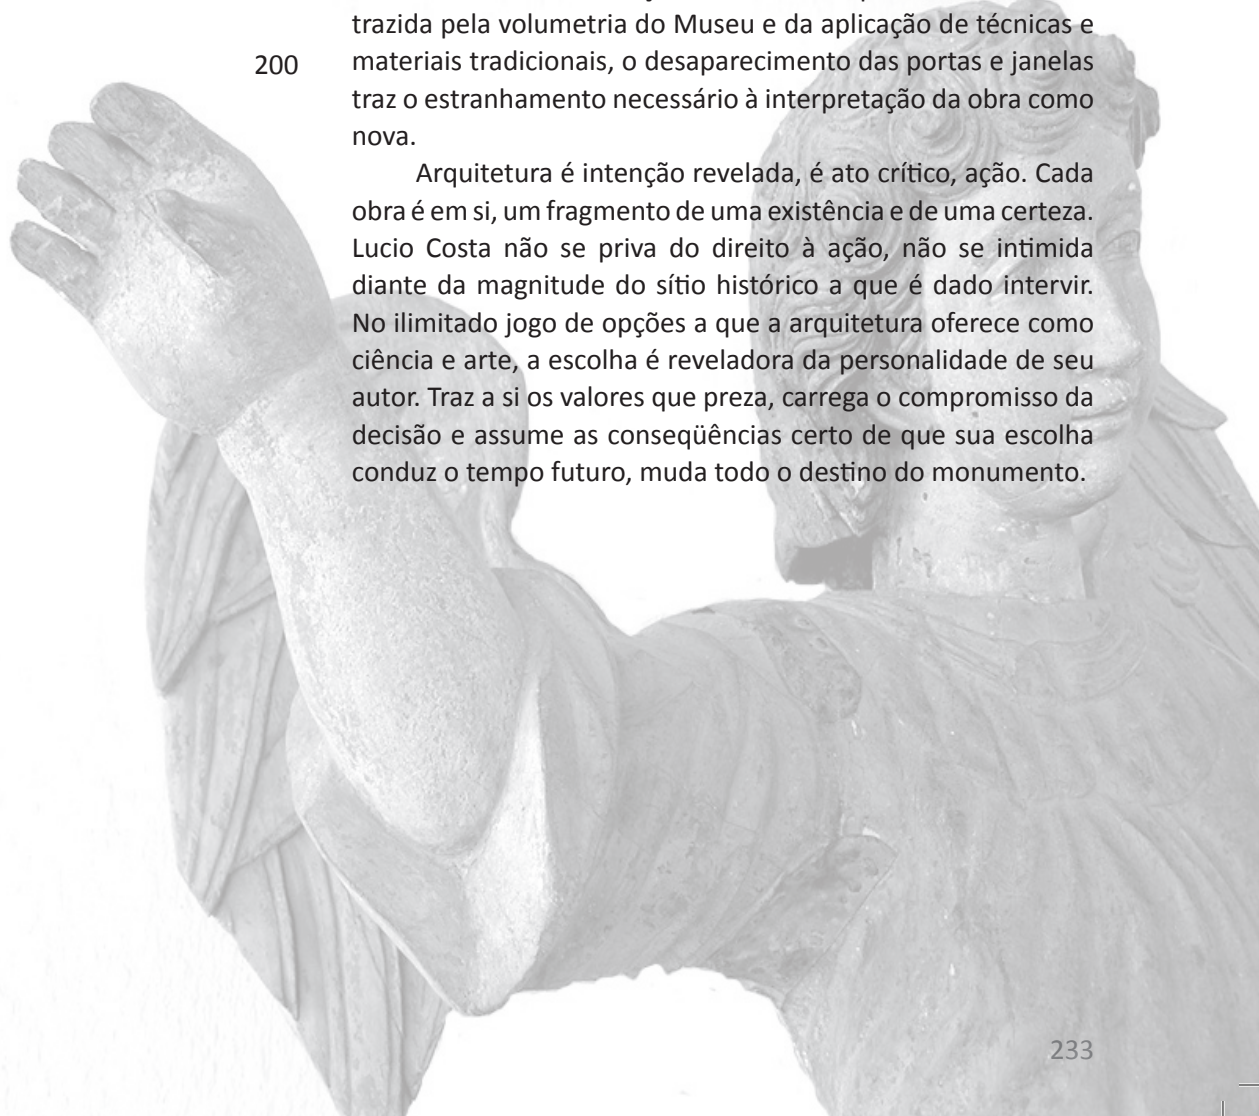 trazida pela volumetria do Museu e da aplicação de técnicas e
200
materiais tradicionais, o desaparecimento das portas e janelas
traz o estranhamento necessário à interpretação da obra como
nova.
Arquitetura é intenção revelada, é ato crítico, ação. Cada
obra é em si, um fragmento de uma existência e de uma certeza.
Lucio Costa não se priva do direito à ação, não se intimida
diante da magnitude do sítio histórico a que é dado intervir.
No ilimitado jogo de opções a que a arquitetura oferece como
ciência e arte, a escolha é reveladora da personalidade de seu
autor. Traz a si os valores que preza, carrega o compromisso da
decisão e assume as conseqüências certo de que sua escolha
conduz o tempo futuro, muda todo o destino do monumento.
233